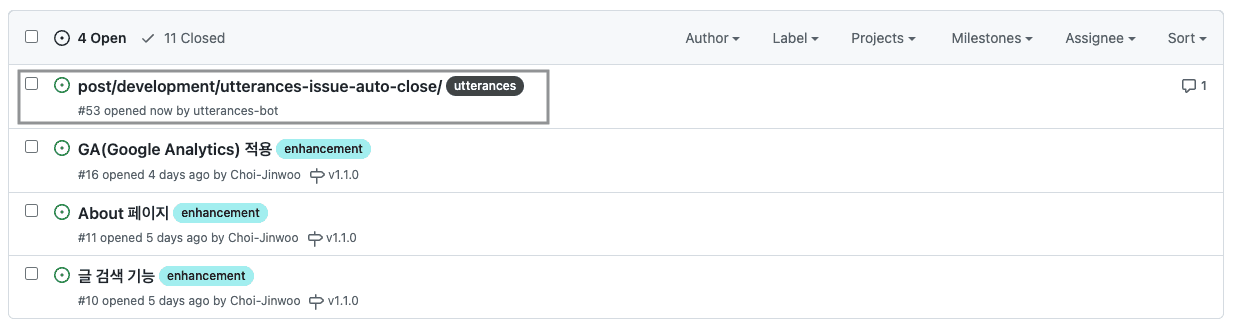 4 Open 11 Closed Author Label Projects Milestones Assignee Sort
post/development/utterances-issue-auto-close/ utterances 1
#53 opened now by utterances-bot
GA(Google Analytics) 적용 enhancement
#16 opened 4 days ago by Choi-Jinwoo v1.1.0
About 페이지 enhancement
#11 opened 5 days ago by Choi-Jinwoo v1.1.0
글 검색 기능 enhancement
#10 opened 5 days ago by Choi-Jinwoo v1.1.0